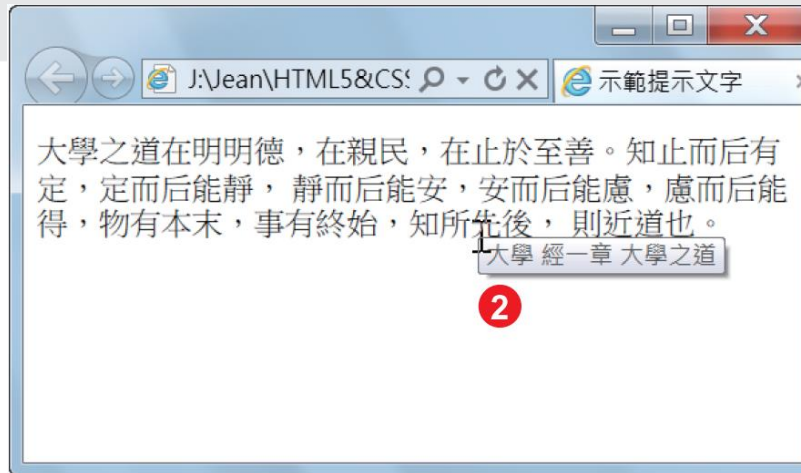 J:\Jean\HTML5&CSS
示範提示文字
大學之道在明明德，在親民，在止於至善。知止而后有
定，定而后能靜， 靜而后能安，安而后能慮，慮而后能
得，物有本末，事有終始，知所先後， 則近道也。
大學 經一章 大學之道
2